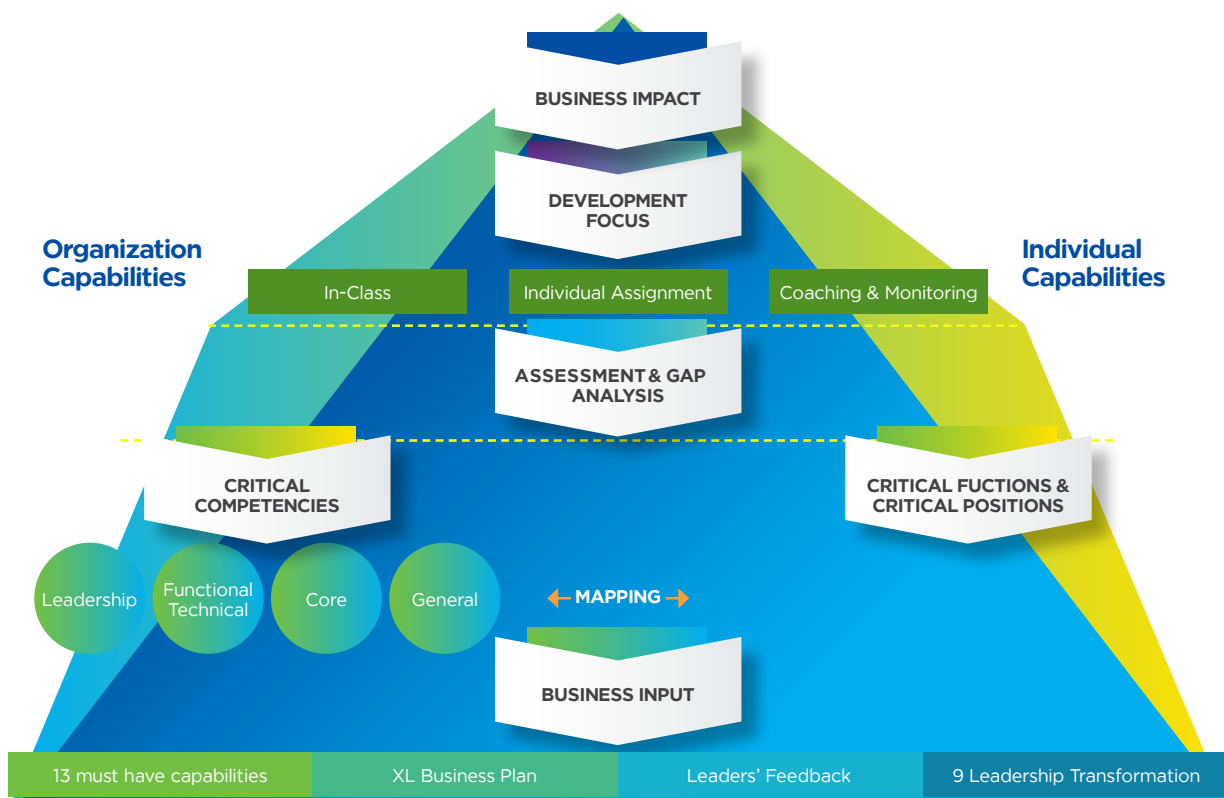 BUSINESS IMPACT
DEVELOPMENT
FOCUS
Organization
Capabilities
Individual
Capabilities
In-Class
Individual Assignment
Coaching & Monitoring
ASSESSMENT & GAP
ANALYSIS
CRITICAL
COMPETENCIES
CRITICAL FUCTIONS &
CRITICAL POSITIONS
Leadership
Functional
Technical
Core
General
MAPPING
BUSINESS INPUT
13 must have capabilities
XL Business Plan
Leaders’ Feedback
9 Leadership Transformation